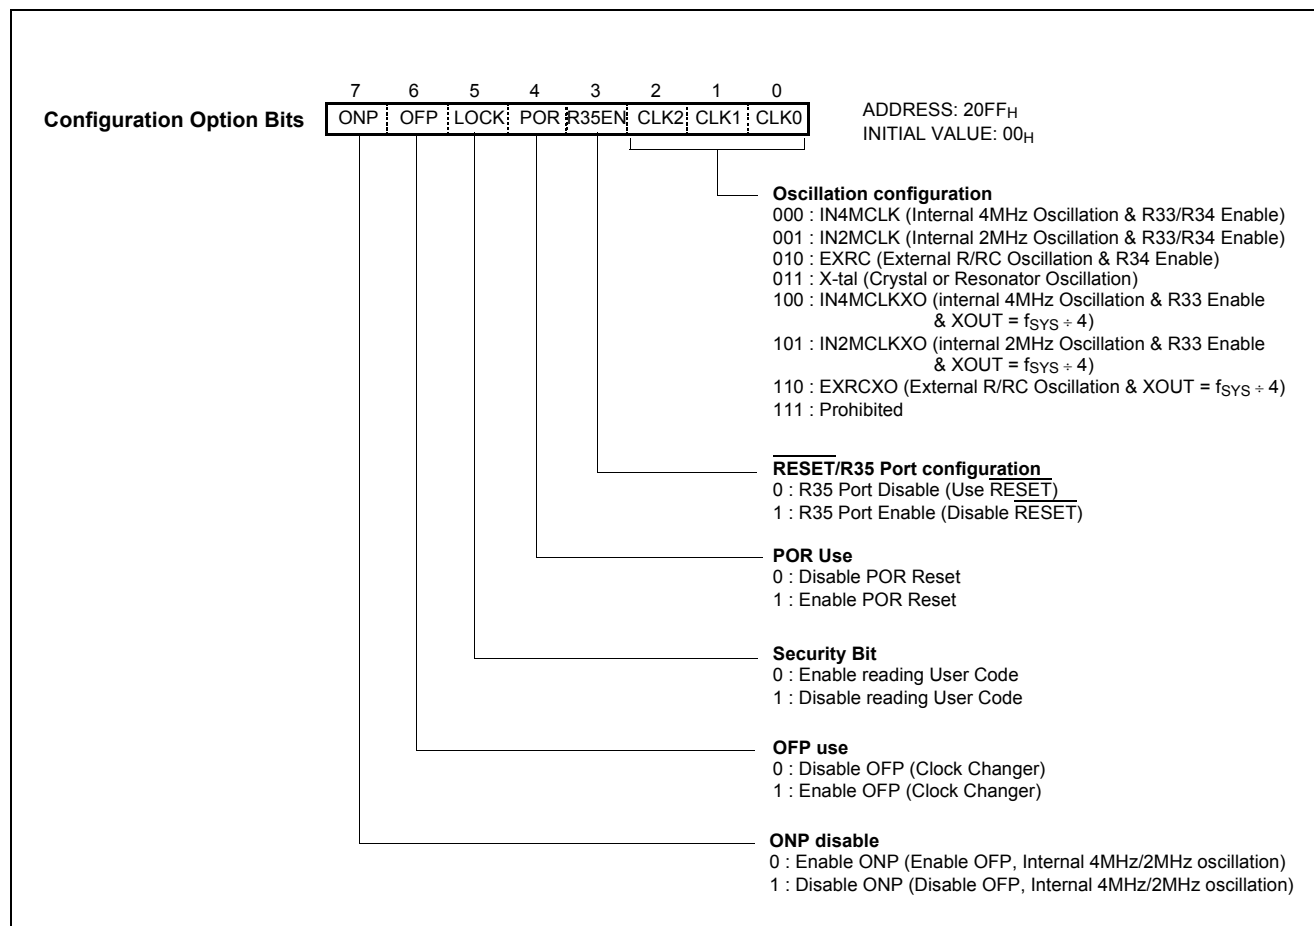 7 6 5 4 3 2 1 0
Configuration Option Bits ONP OFP LOCK POR R35EN CLK2 CLK1 CLK0
ADDRESS: 20FFH
INITIAL VALUE: 00H
Oscillation configuration
000 : IN4MCLK (Internal 4MHz Oscillation & R33/R34 Enable)
001 : IN2MCLK (Internal 2MHz Oscillation & R33/R34 Enable)
010 : EXRC (External R/RC Oscillation & R34 Enable)
011 : X-tal (Crystal or Resonator Oscillation)
100 : IN4MCLKXO (internal 4MHz Oscillation & R33 Enable
& XOUT = fSYS ÷ 4)
101 : IN2MCLKXO (internal 2MHz Oscillation & R33 Enable
& XOUT = fSYS ÷ 4)
110 : EXRCXO (External R/RC Oscillation & XOUT = fSYS ÷ 4)
111 : Prohibited
RESET/R35 Port configuration
0 : R35 Port Disable (Use RESET)
1 : R35 Port Enable (Disable RESET)
POR Use
0 : Disable POR Reset
1 : Enable POR Reset
Security Bit
0 : Enable reading User Code
1 : Disable reading User Code
OFP use
0 : Disable OFP (Clock Changer)
1 : Enable OFP (Clock Changer)
ONP disable
0 : Enable ONP (Enable OFP, Internal 4MHz/2MHz oscillation)
1 : Disable ONP (Disable OFP, Internal 4MHz/2MHz oscillation)